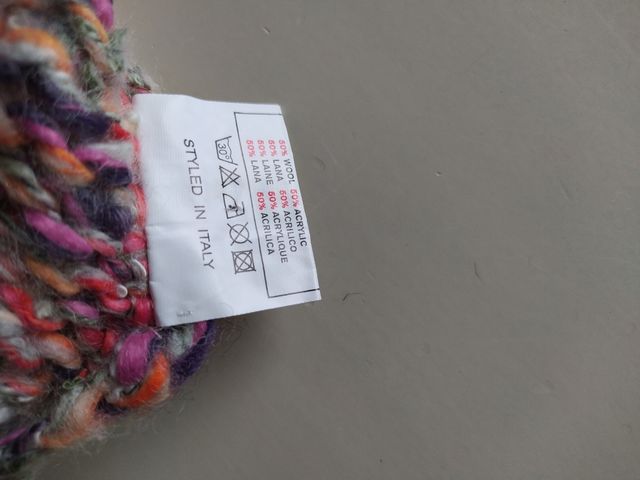 50% WOOL 50% ACRYLIC
50% LANA 50% ACRILICO
50% LAINE 50% ACRYLIQUE
50% LANA 50% ACRILICA
30°
STYLED IN ITALY